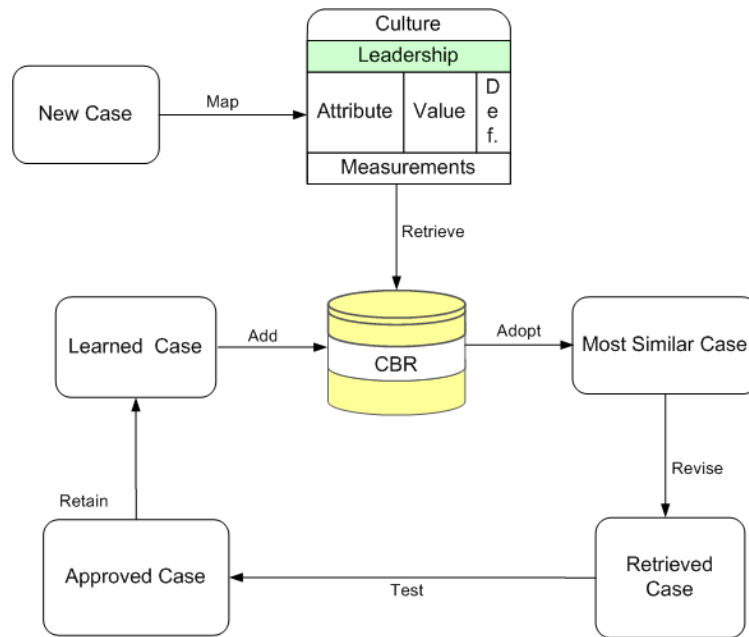 Culture
Leadership
New Case
Map
Attribute
Value
D
e
f.
Measurements
Retrieve
Learned Case
Add
CBR
Adopt
Most Similar Case
Retain
Revise
Approved Case
Test
Retrieved
Case